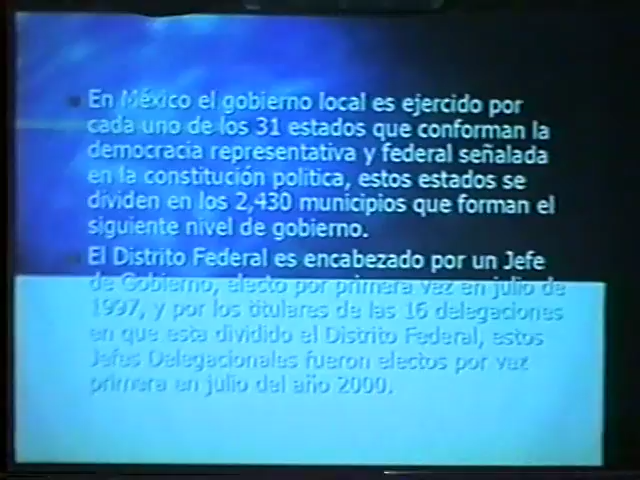 En México el gobierno local es ejercido por
cada uno de los 31 estados que conforman la
democracia representativa y federal señalada
en la constitución politica, estos estados se
dividen en los 2,430 municipios que forman el
siguiente nivel de gobierno.
El Distrito Federal es encabezado por un Jefe
de Gobierno, electo por primera vez en julio de
1997, y por los titulares de las 16 delegaciones
en que esta dividido el Distrito Federal, estos
Jefes Delegacionales fueron electos por vez
primera en julio del año 2000.